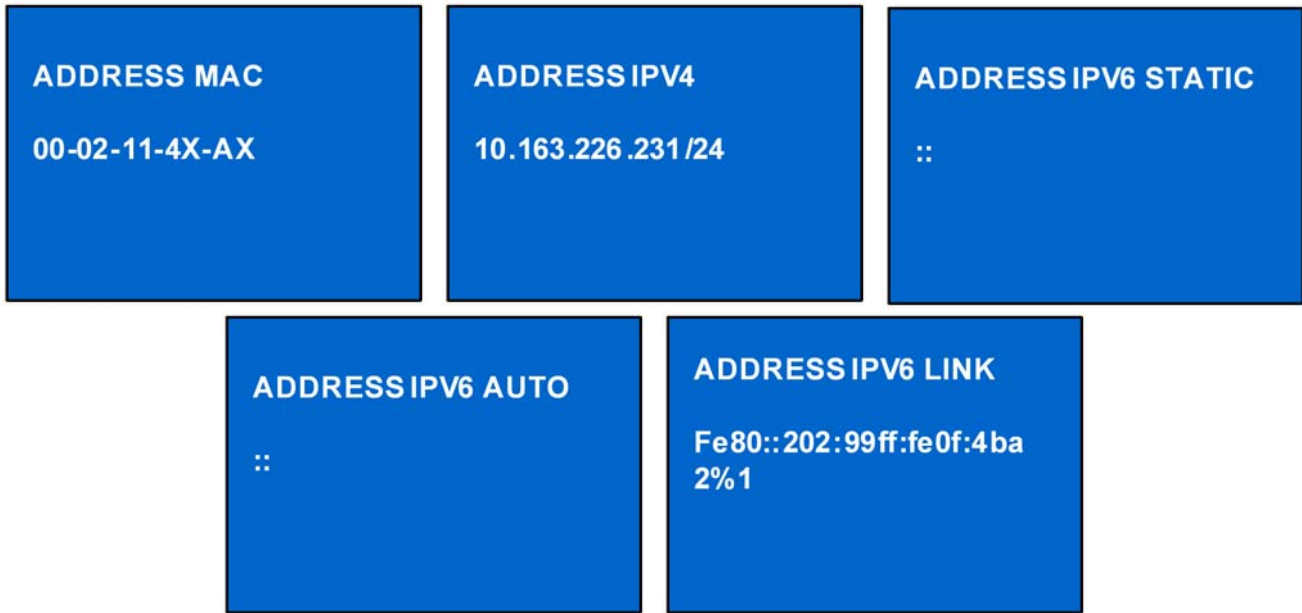 ADDRESS MAC
00-02-11-4X-AX
ADDRESS IPV4
10.163.226.231/24
ADDRESS IPV6 STATIC
::
ADDRESS IPV6 AUTO
::
ADDRESS IPV6 LINK
Fe80::202:99ff:fe0f:4ba
2%1